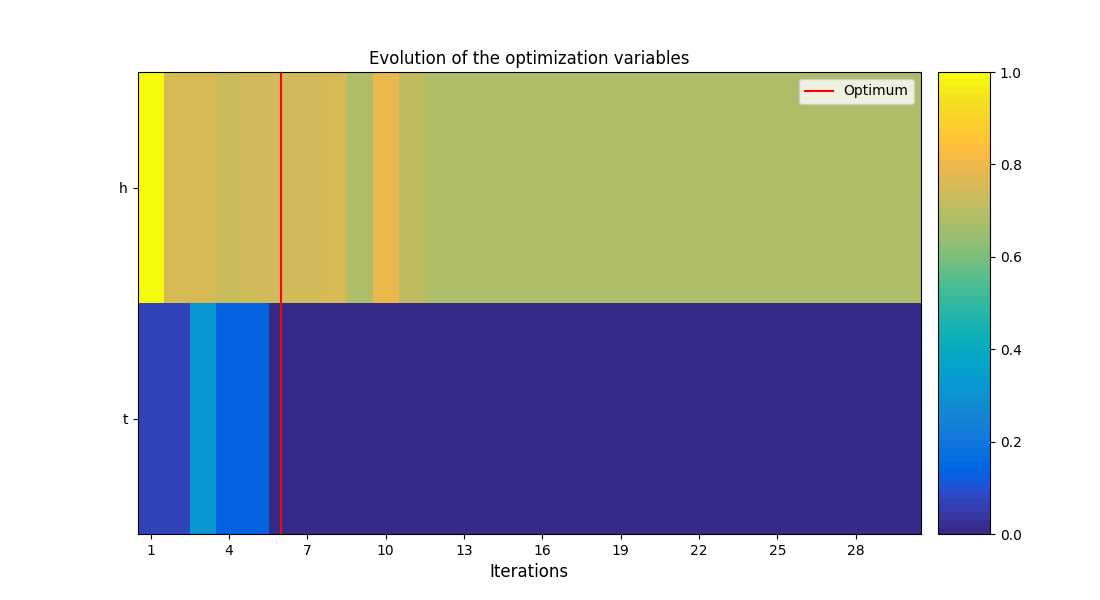 Evolution of the optimization variables
Optimum
h
t
1 4 7 10 13 16 19 22 25 28
Iterations
1.0
0.8
0.6
0.4
0.2
0.0